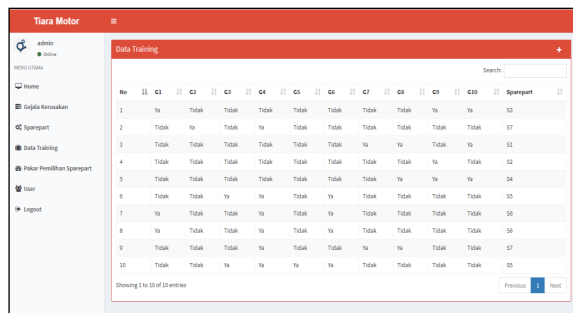 Tiara Motor
admin
Online
MENU UTAMA
Home
Gejala Kerusakan
Sparepart
Data Training
Pakar Pemilihan Sparepart
User
Logout
Data Training
Search:
No G1 G2 G3 G4 G5 G6 G7 G8 G9 G10 Sparepart
1 Ya Tidak Tidak Tidak Tidak Tidak Tidak Tidak Ya Ya S3
2 Tidak Ya Tidak Ya Tidak Tidak Tidak Tidak Tidak Tidak S7
3 Tidak Tidak Tidak Tidak Tidak Tidak Ya Ya Tidak Ya S1
4 Tidak Tidak Tidak Tidak Tidak Tidak Tidak Tidak Ya Tidak S2
5 Tidak Tidak Tidak Tidak Tidak Tidak Tidak Ya Ya Ya S4
6 Tidak Tidak Ya Ya Tidak Ya Tidak Tidak Tidak Tidak S5
7 Ya Tidak Tidak Ya Tidak Ya Tidak Tidak Tidak Tidak S6
8 Ya Tidak Tidak Ya Tidak Ya Tidak Tidak Tidak Tidak S6
9 Tidak Tidak Ya Tidak Tidak Tidak Ya Ya Tidak Tidak S7
10 Tidak Tidak Ya Ya Ya Ya Tidak Tidak Tidak Tidak S5
Showing 1 to 10 of 10 entries
Previous 1 Next